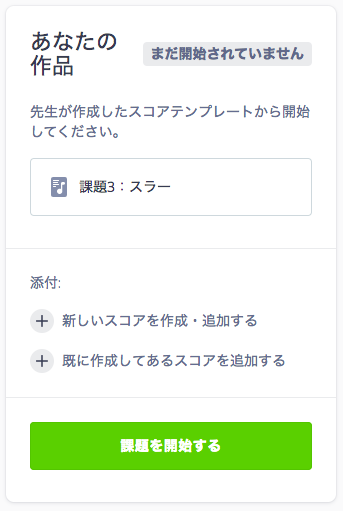 あなたの
作品
まだ開始されていません
先生が作成したスコアテンプレートから開始
してください。
課題3：スラー
添付:
新しいスコアを作成・追加する
既に作成してあるスコアを追加する
課題を開始する